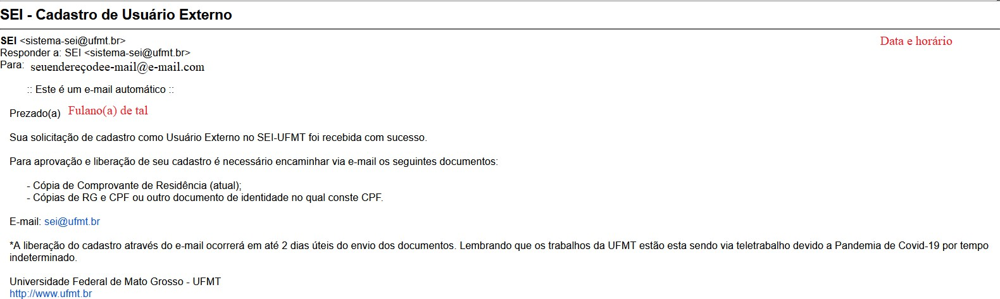 SEI - Cadastro de Usuário Externo
SEI <sistema-sei@ufmt.br>
Data e horário
Responder a: SEI <sistema-sei@ufmt.br>
Para: seuendereçodee-mail@e-mail.com
:: Este é um e-mail automático ::
Prezado(a) Fulano(a) de tal
Sua solicitação de cadastro como Usuário Externo no SEI-UFMT foi recebida com sucesso.
Para aprovação e liberação de seu cadastro é necessário encaminhar via e-mail os seguintes documentos:
- Cópia de Comprovante de Residência (atual);
- Cópias de RG e CPF ou outro documento de identidade no qual conste CPF.
E-mail: sei@ufmt.br
*A liberação do cadastro através do e-mail ocorrerá em até 2 dias úteis do envio dos documentos. Lembrando que os trabalhos da UFMT estão esta sendo via teletrabalho devido a Pandemia de Covid-19 por tempo
indeterminado.
Universidade Federal de Mato Grosso - UFMT
http://www.ufmt.br